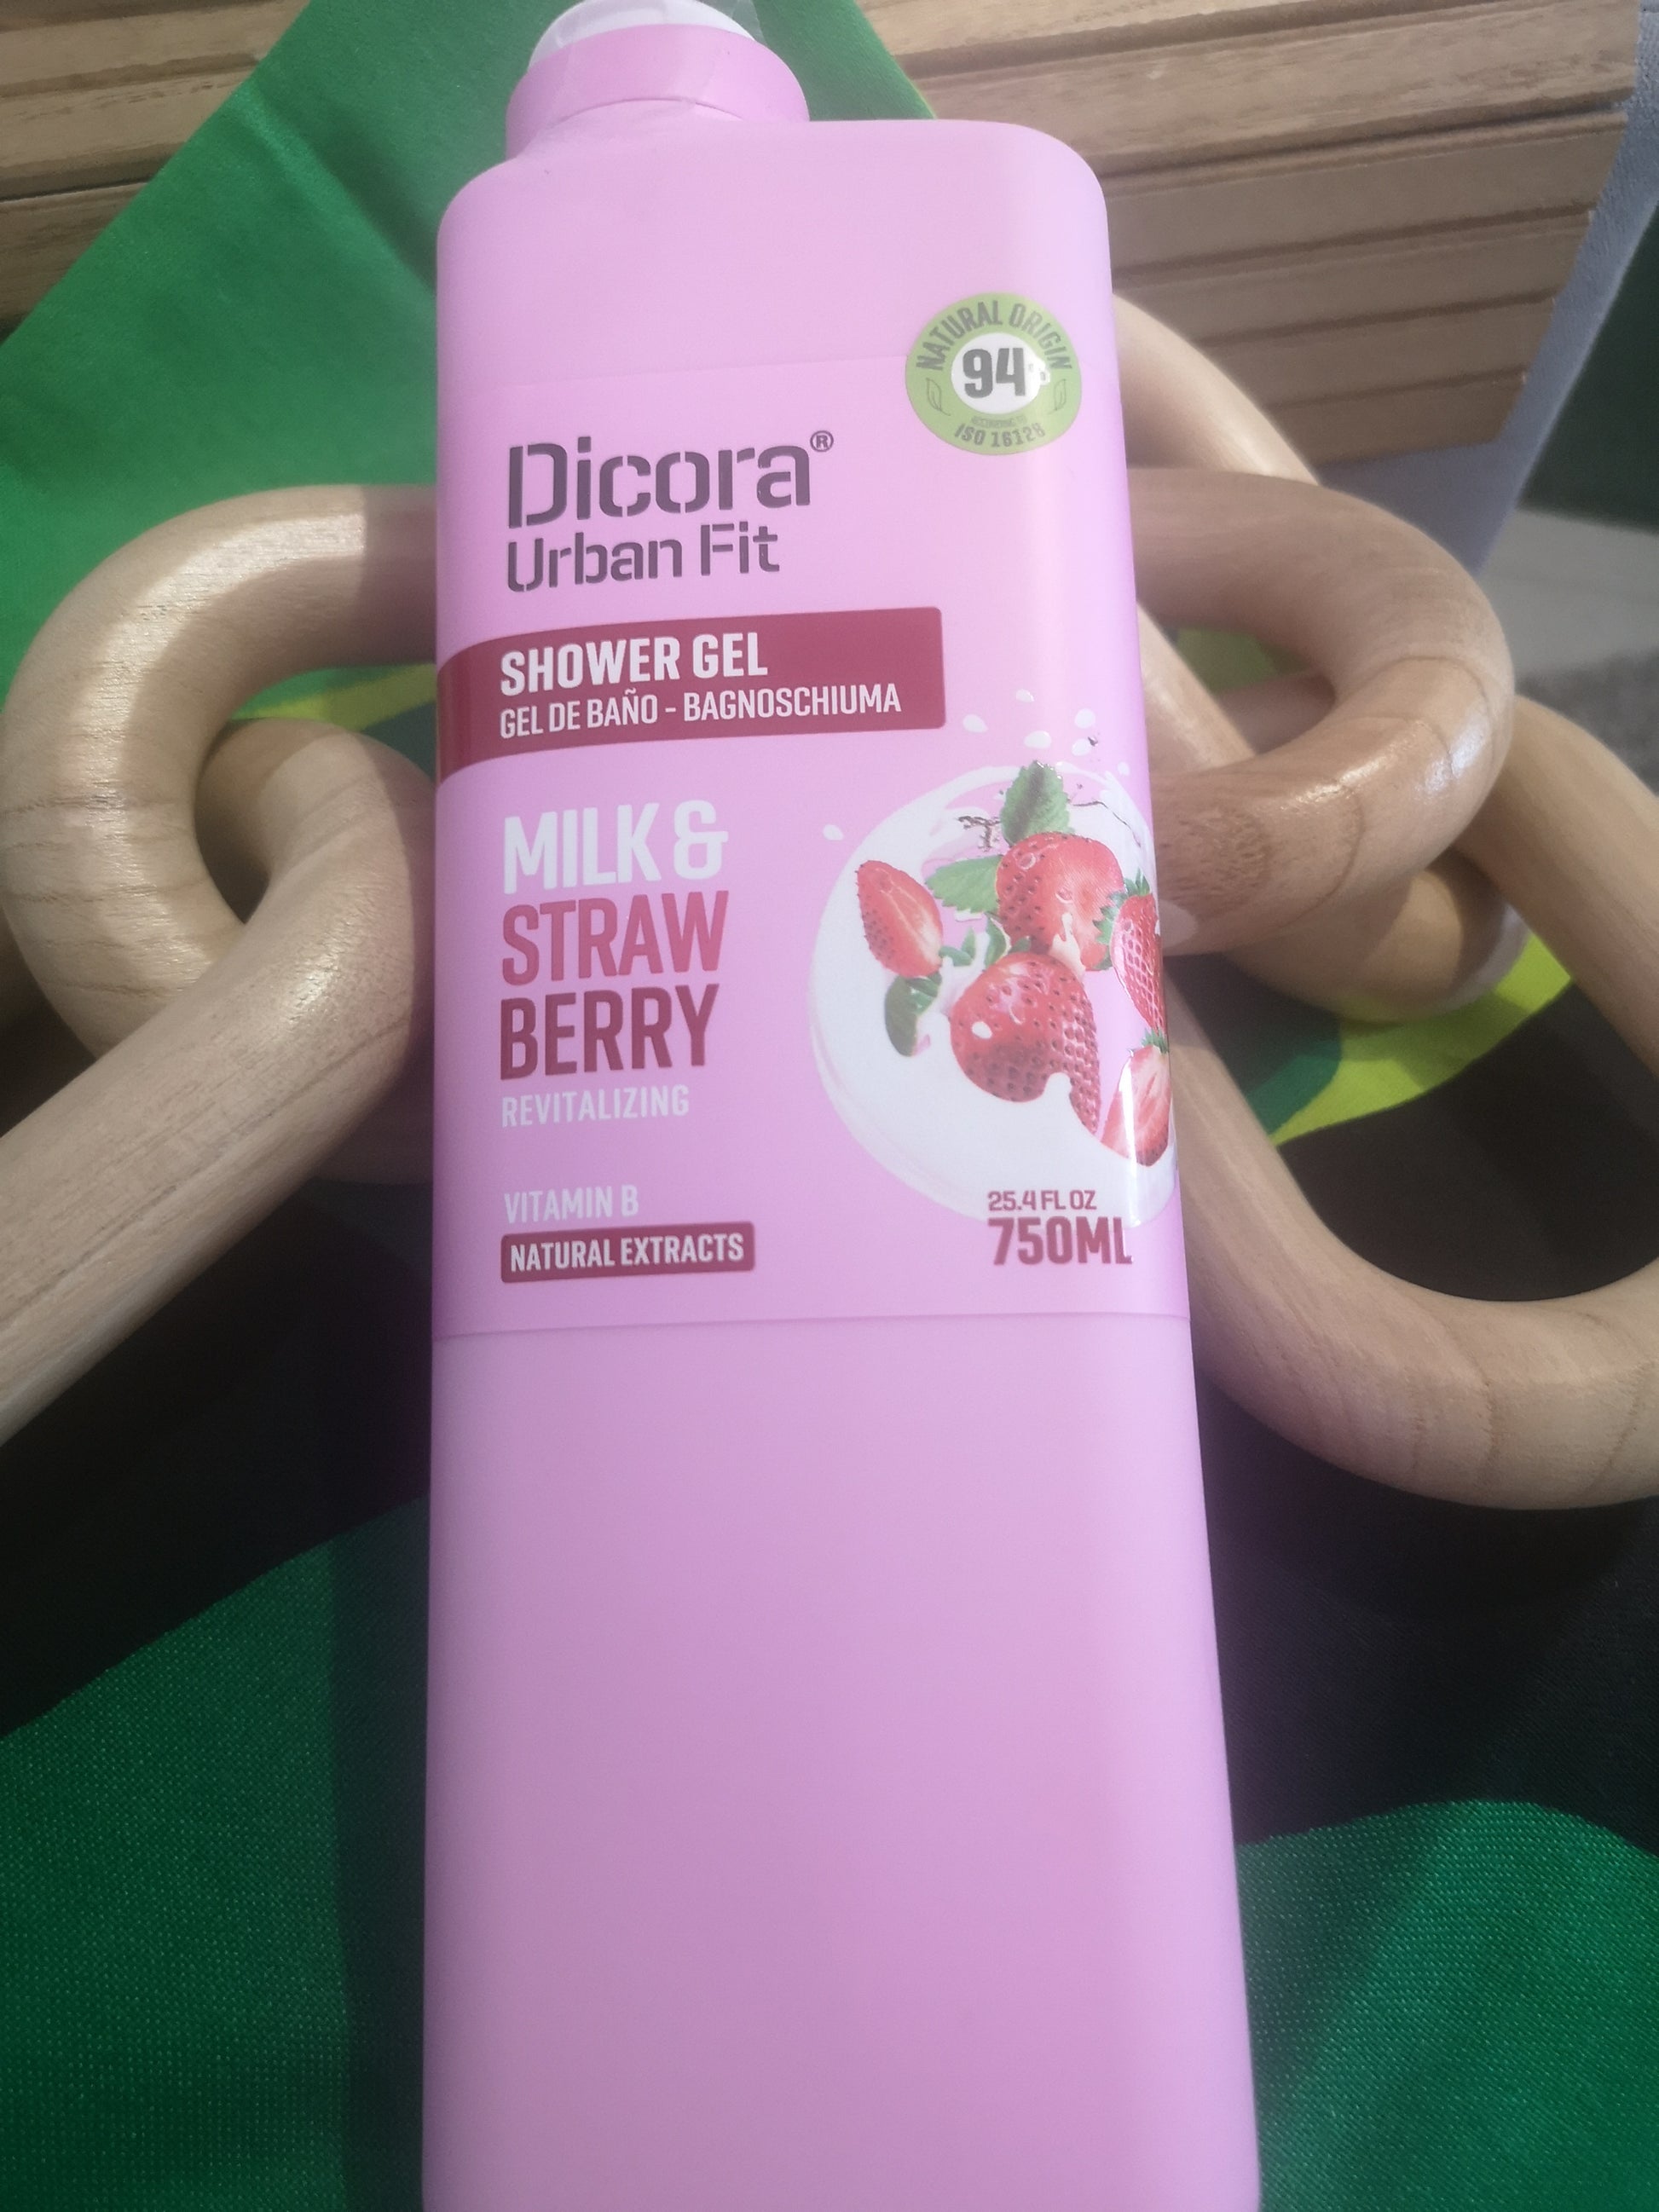 NATURAL ORIGIN
94%
ISO 16128
Dicora®
Urban Fit
SHOWER GEL
GEL DE BAÑO - BAGNOSCHIUMA
MILK &
STRAW
BERRY
REVITALIZING
VITAMIN B
NATURAL EXTRACTS
25.4 FL OZ
750ML